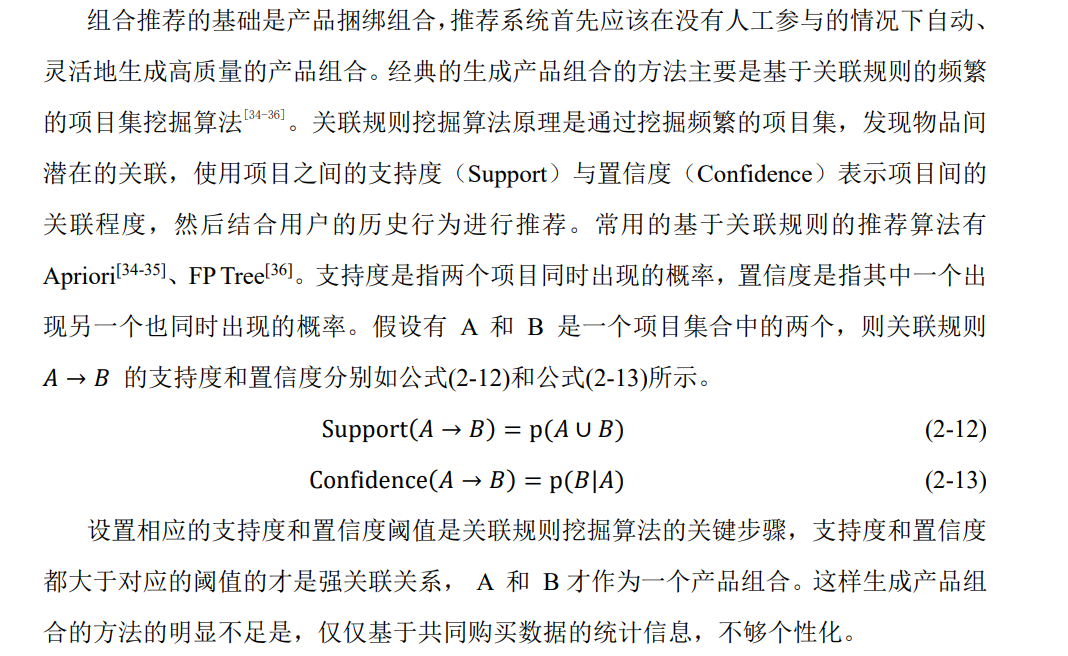 组合推荐的基础是产品捆绑组合，推荐系统首先应该在没有人工参与的情况下自动、
灵活地生成高质量的产品组合。经典的生成产品组合的方法主要是基于关联规则的频繁
的项目集挖掘算法[34-36]。关联规则挖掘算法原理是通过挖掘频繁的项目集，发现物品间
潜在的关联，使用项目之间的支持度（Support）与置信度（Confidence）表示项目间的
关联程度，然后结合用户的历史行为进行推荐。常用的基于关联规则的推荐算法有
Apriori[34-35]、FP Tree[36]。支持度是指两个项目同时出现的概率，置信度是指其中一个出
现另一个也同时出现的概率。假设有 A 和 B 是一个项目集合中的两个，则关联规则
A → B 的支持度和置信度分别如公式(2-12)和公式(2-13)所示。
Support(A → B) = p(A ∪ B) (2-12)
Confidence(A → B) = p(B|A) (2-13)
设置相应的支持度和置信度阈值是关联规则挖掘算法的关键步骤，支持度和置信度
都大于对应的阈值的才是强关联关系， A 和 B 才作为一个产品组合。这样生成产品组
合的方法的明显不足是，仅仅基于共同购买数据的统计信息，不够个性化。